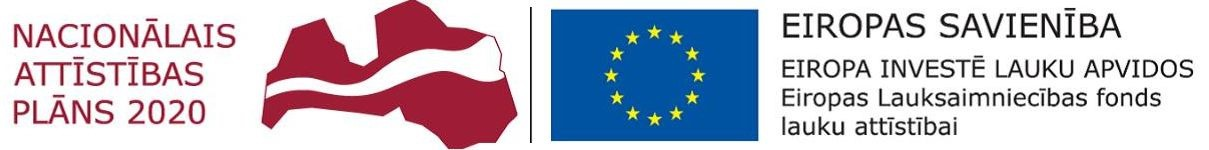 NACIONĀLAIS
ATTĪSTĪBAS
PLĀNS 2020
EIROPAS SAVIENĪBA
EIROPA INVESTĒ LAUKU APVIDOS
Eiropas Lauksaimniecības fonds
lauku attīstībai